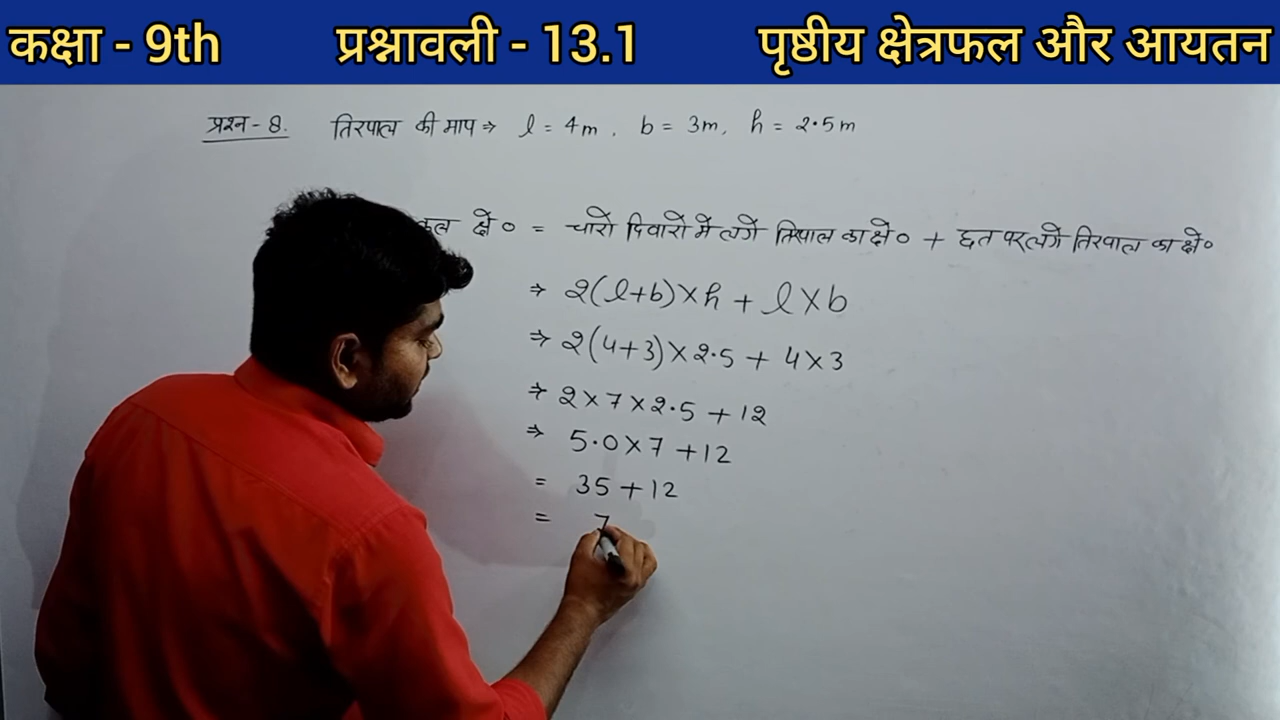 कक्षा - 9th प्रश्नावली - 13.1 पृष्ठीय क्षेत्रफल और आयतन
प्रश्न - 8. तिरपाल की माप ⇒ l = 4m, b = 3m, h = 2.5m
कुल क्षे० = चारो दिवारो मे लगे तिरपाल का क्षे० + छत पर लगे तिरपाल का क्षे०
⇒ 2(l+b)×h + l×b
⇒ 2(4+3)×2.5 + 4×3
⇒ 2×7×2.5 + 12
⇒ 5.0×7 + 12
= 35 + 12
= 7